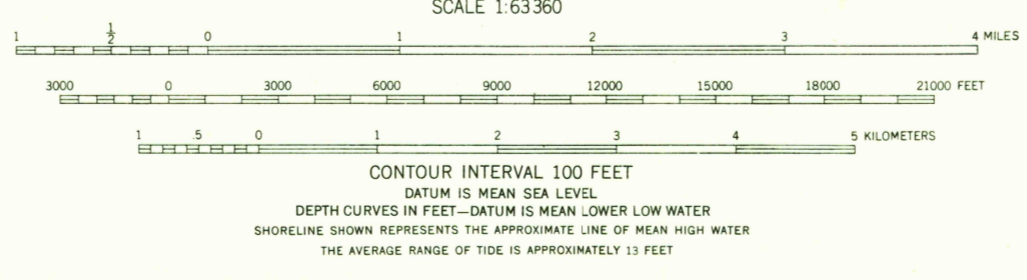 SCALE 1:63360
1 ½ 0 1 2 3 4 MILES
3000 0 3000 6000 9000 12000 15000 18000 21000 FEET
1 .5 0 1 2 3 4 5 KILOMETERS
CONTOUR INTERVAL 100 FEET
DATUM IS MEAN SEA LEVEL
DEPTH CURVES IN FEET—DATUM IS MEAN LOWER LOW WATER
SHORELINE SHOWN REPRESENTS THE APPROXIMATE LINE OF MEAN HIGH WATER
THE AVERAGE RANGE OF TIDE IS APPROXIMATELY 13 FEET